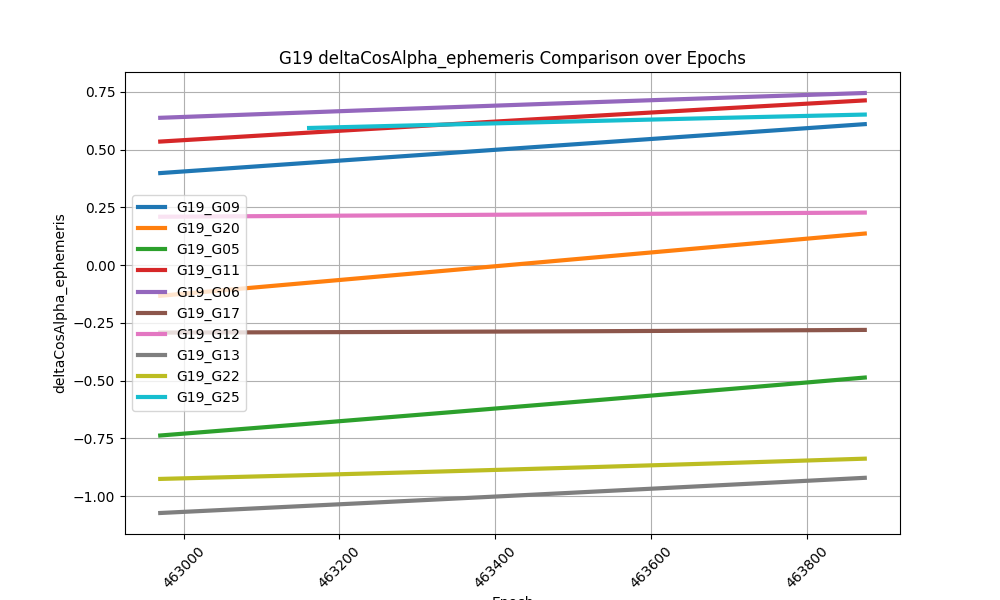 G19 deltaCosAlpha_ephemeris Comparison over Epochs
deltaCosAlpha_ephemeris
0.75
0.50
0.25
0.00
−0.25
−0.50
−0.75
−1.00
G19_G09
G19_G20
G19_G05
G19_G11
G19_G06
G19_G17
G19_G12
G19_G13
G19_G22
G19_G25
463000
463200
463400
463600
463800
Epoch